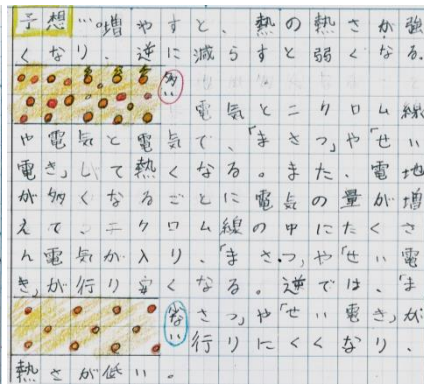 予想…増やすと、熱の熱さが強
くなり、逆に減らすと弱くなる。
多い
電気とニクロム線
や電気と電気で、「まさつ」や「せい
電き」して熱くなる。また、電地
が多くなるごとに電気の量が増
えて、ニクロム線の中にたくさ
ん電気が入り、「まさつ」や「せい電
き」が行り安くなる。逆では、「ま
少ない
さつ」や「せい電き」が
行りにくくなり、
熱さが低い。